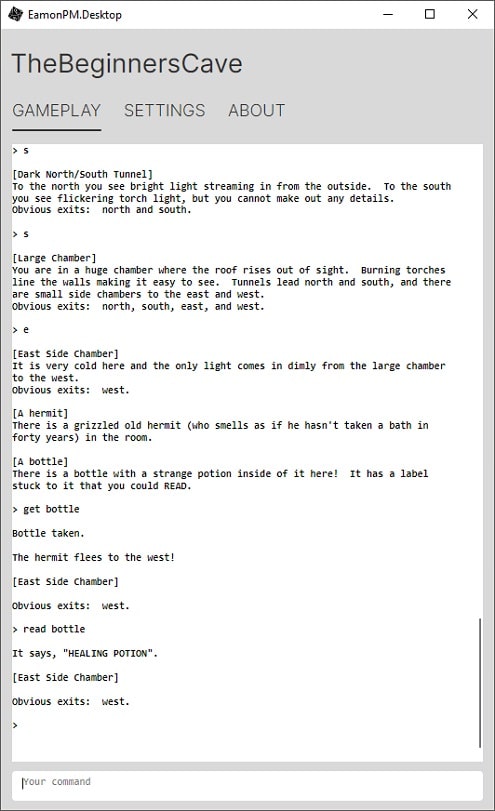 EamonPM.Desktop
TheBeginnersCave
GAMEPLAY SETTINGS ABOUT
> s
[Dark North/South Tunnel]
To the north you see bright light streaming in from the outside.  To the south
you see flickering torch light, but you cannot make out any details.
Obvious exits:  north and south.
> s
[Large Chamber]
You are in a huge chamber where the roof rises out of sight.  Burning torches
line the walls making it easy to see.  Tunnels lead north and south, and there
are small side chambers to the east and west.
Obvious exits:  north, south, east, and west.
> e
[East Side Chamber]
It is very cold here and the only light comes in dimly from the large chamber
to the west.
Obvious exits:  west.
[A hermit]
There is a grizzled old hermit (who smells as if he hasn't taken a bath in
forty years) in the room.
[A bottle]
There is a bottle with a strange potion inside of it here!  It has a label
stuck to it that you could READ.
> get bottle
Bottle taken.
The hermit flees to the west!
[East Side Chamber]
Obvious exits:  west.
> read bottle
It says, "HEALING POTION".
[East Side Chamber]
Obvious exits:  west.
>
Your command